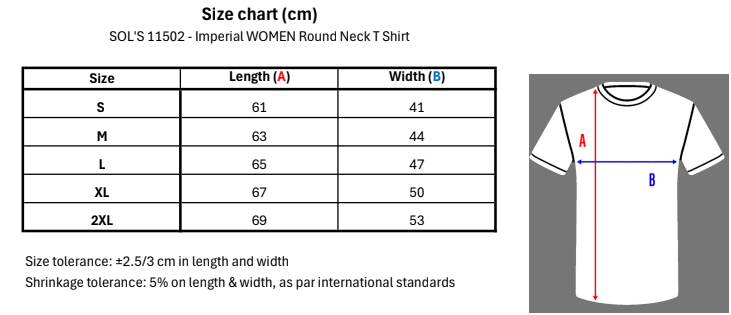 Size chart (cm)
SOL'S 11502 - Imperial WOMEN Round Neck T Shirt
Size Length (A) Width (B)
S 61 41
M 63 44
L 65 47
XL 67 50
2XL 69 53
A
B
Size tolerance: ±2.5/3 cm in length and width
Shrinkage tolerance: 5% on length & width, as par international standards